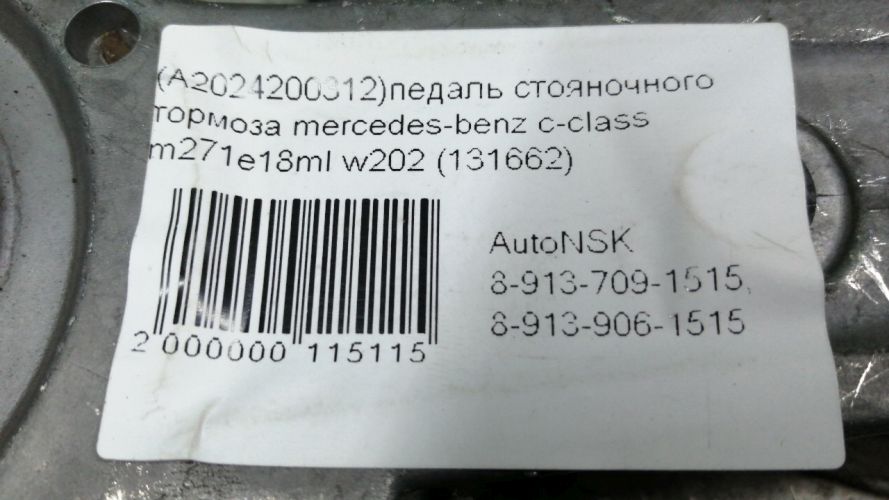 (A2024200312)педаль стояночного
тормоза mercedes-benz c-class
m271e18ml w202 (131662)
AutoNSK
8-913-709-1515,
8-913-906-1515
2 000000 115115